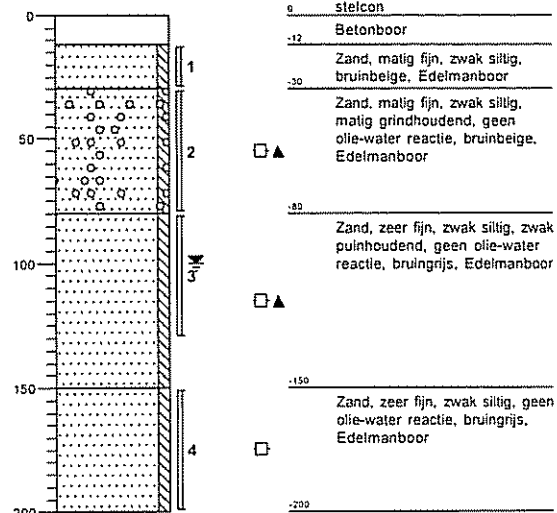 0
50
100
150
200
1
2
3
4
0
stelcon
-12
Betonboor
-30
Zand, matig fijn, zwak siltig,
bruinbeige, Edelmanboor
Zand, matig fijn, zwak siltig,
matig grindhoudend, geen
olie-water reactie, bruinbeige,
Edelmanboor
-80
Zand, zeer fijn, zwak siltig, zwak
puinhoudend, geen olie-water
reactie, bruingrijs, Edelmanboor
-150
Zand, zeer fijn, zwak siltig, geen
olie-water reactie, bruingrijs,
Edelmanboor
-200